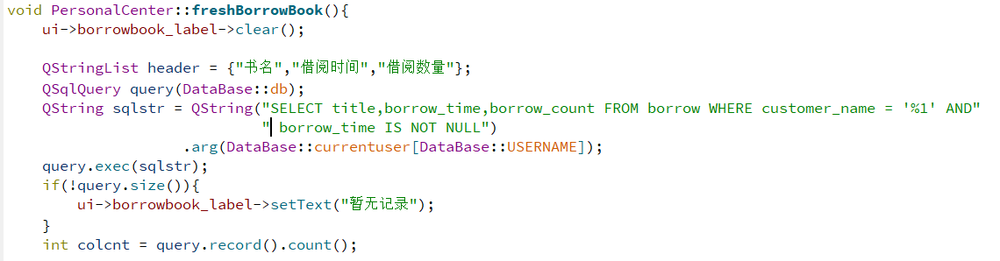 void PersonalCenter::freshBorrowBook(){
    ui->borrowbook_label->clear();
    QStringList header = {"书名","借阅时间","借阅数量"};
    QSqlQuery query(DataBase::db);
    QString sqlstr = QString("SELECT title,borrow_time,borrow_count FROM borrow WHERE customer_name = '%1' AND"
                             " borrow_time IS NOT NULL")
                    .arg(DataBase::currentuser[DataBase::USERNAME]);
    query.exec(sqlstr);
    if(!query.size()){
        ui->borrowbook_label->setText("暂无记录");
    }
    int colcnt = query.record().count();